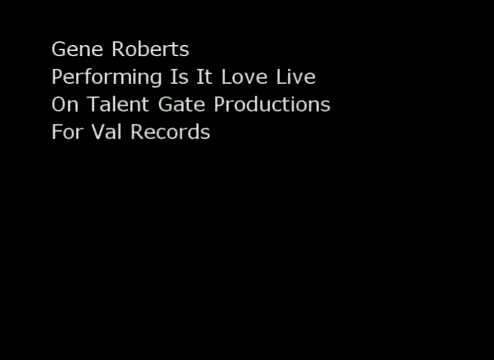 Gene Roberts
Performing Is It Love Live
On Talent Gate Productions
For Val Records